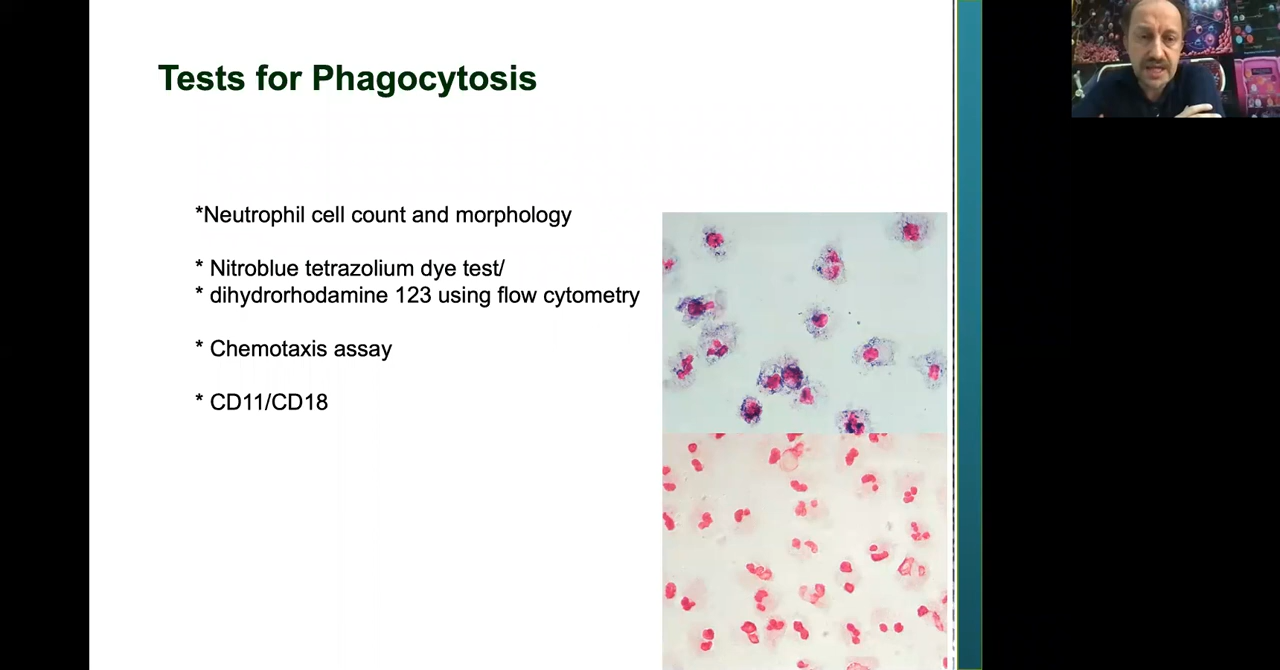 Tests for Phagocytosis
*Neutrophil cell count and morphology
* Nitroblue tetrazolium dye test/
* dihydrorhodamine 123 using flow cytometry
* Chemotaxis assay
* CD11/CD18